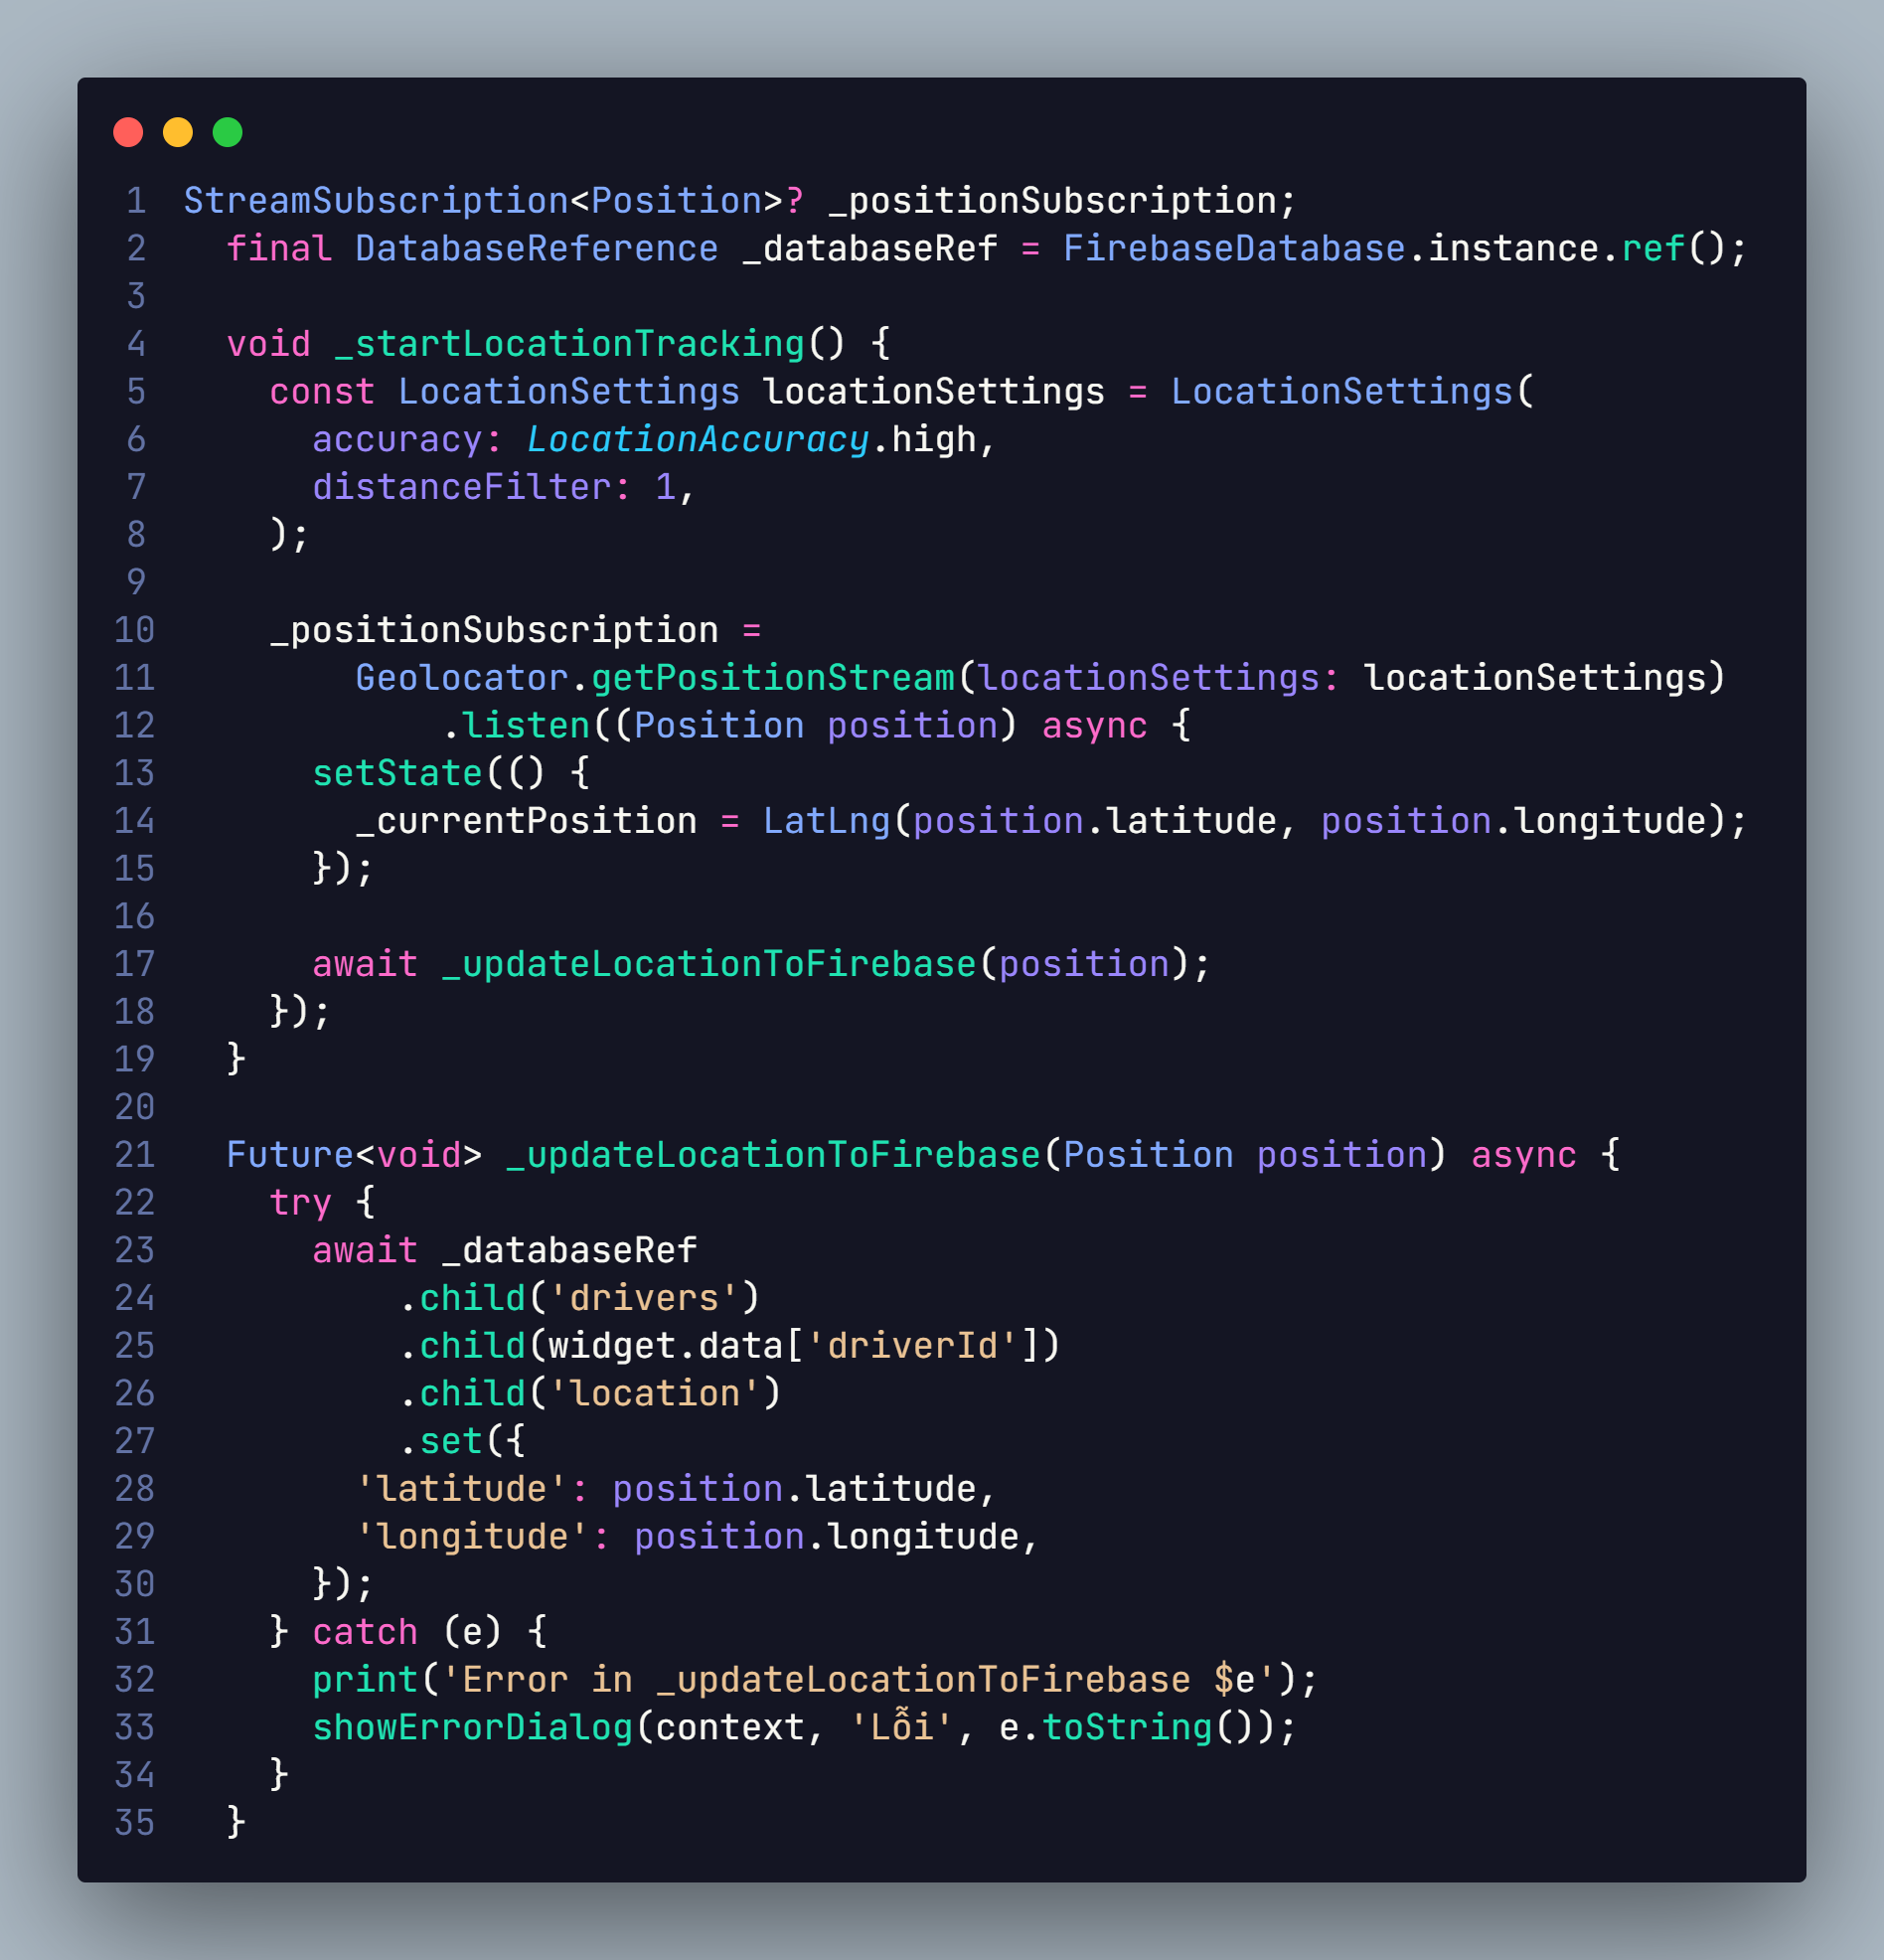 1 StreamSubscription<Position>? _positionSubscription;
2   final DatabaseReference _databaseRef = FirebaseDatabase.instance.ref();
3
4   void _startLocationTracking() {
5     const LocationSettings locationSettings = LocationSettings(
6       accuracy: LocationAccuracy.high,
7       distanceFilter: 1,
8     );
9
10     _positionSubscription =
11         Geolocator.getPositionStream(locationSettings: locationSettings)
12             .listen((Position position) async {
13       setState(() {
14         _currentPosition = LatLng(position.latitude, position.longitude);
15       });
16
17       await _updateLocationToFirebase(position);
18     });
19   }
20
21   Future<void> _updateLocationToFirebase(Position position) async {
22     try {
23       await _databaseRef
24           .child('drivers')
25           .child(widget.data['driverId'])
26           .child('location')
27           .set({
28         'latitude': position.latitude,
29         'longitude': position.longitude,
30       });
31     } catch (e) {
32       print('Error in _updateLocationToFirebase $e');
33       showErrorDialog(context, 'Lỗi', e.toString());
34     }
35   }